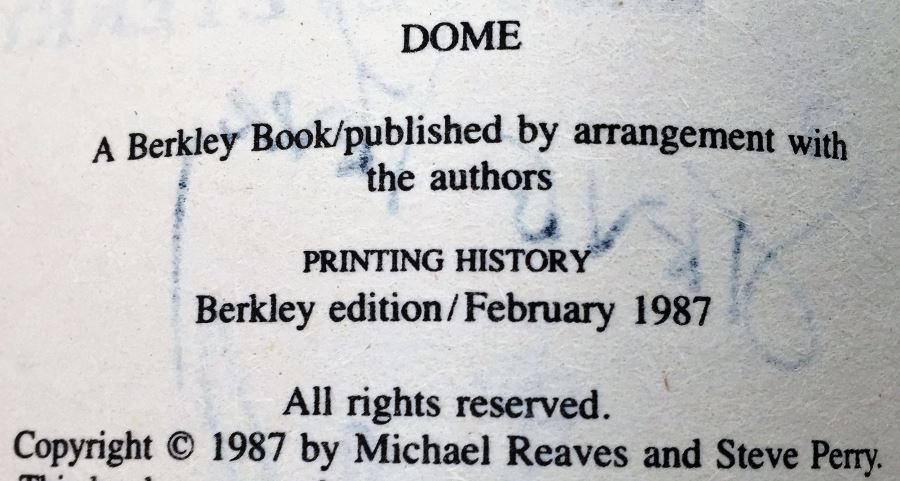 DOME
A Berkley Book/published by arrangement with
the authors
PRINTING HISTORY
Berkley edition/February 1987
All rights reserved.
Copyright © 1987 by Michael Reaves and Steve Perry.